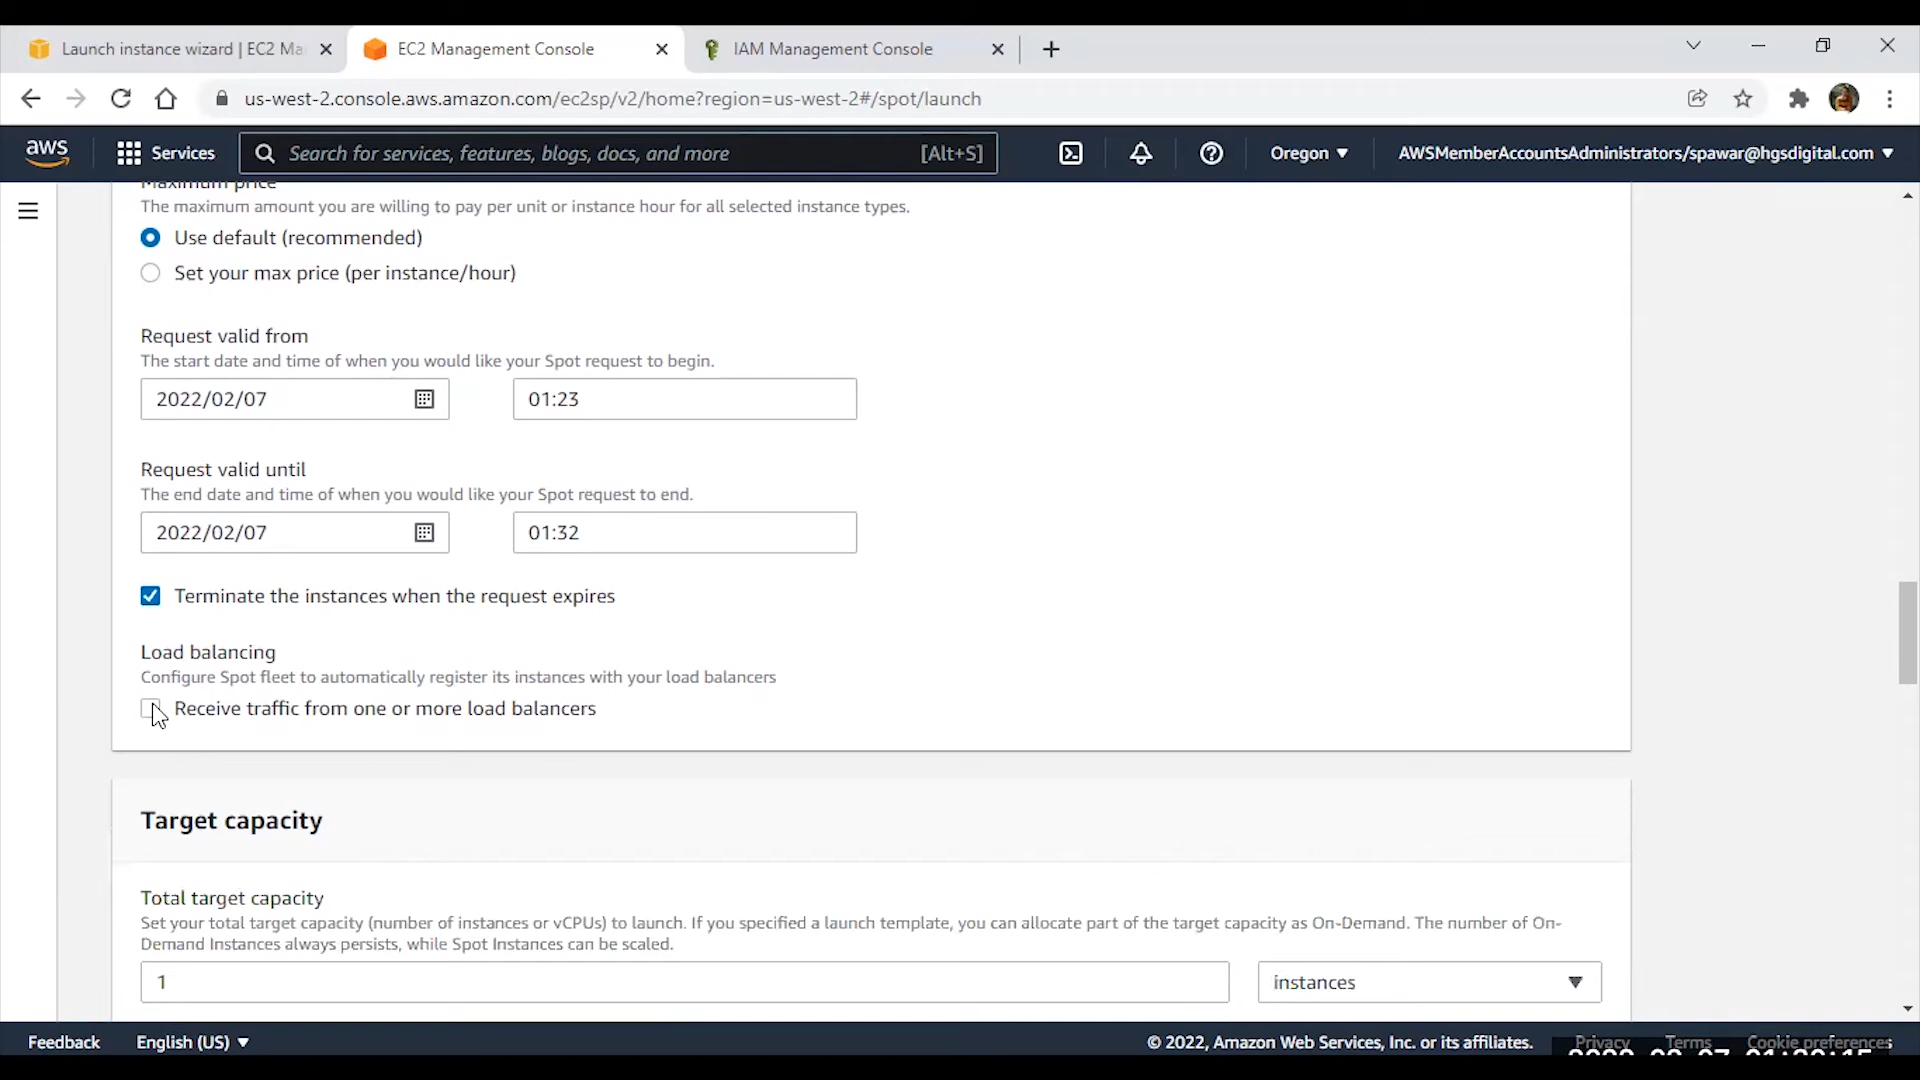 Launch instance wizard | EC2 Ma
EC2 Management Console
IAM Management Console
us-west-2.console.aws.amazon.com/ec2sp/v2/home?region=us-west-2#/spot/launch
aws
Services
Search for services, features, blogs, docs, and more
[Alt+S]
Oregon
AWSMemberAccountsAdministrators/spawar@hgsdigital.com
Maximum price
The maximum amount you are willing to pay per unit or instance hour for all selected instance types.
Use default (recommended)
Set your max price (per instance/hour)
Request valid from
The start date and time of when you would like your Spot request to begin.
2022/02/07
01:23
Request valid until
The end date and time of when you would like your Spot request to end.
2022/02/07
01:32
Terminate the instances when the request expires
Load balancing
Configure Spot fleet to automatically register its instances with your load balancers
Receive traffic from one or more load balancers
Target capacity
Total target capacity
Set your total target capacity (number of instances or vCPUs) to launch. If you specified a launch template, you can allocate part of the target capacity as On-Demand. The number of On-
Demand Instances always persists, while Spot Instances can be scaled.
1
instances
Feedback
English (US)
© 2022, Amazon Web Services, Inc. or its affiliates.
Privacy
Terms
Cookie preferences